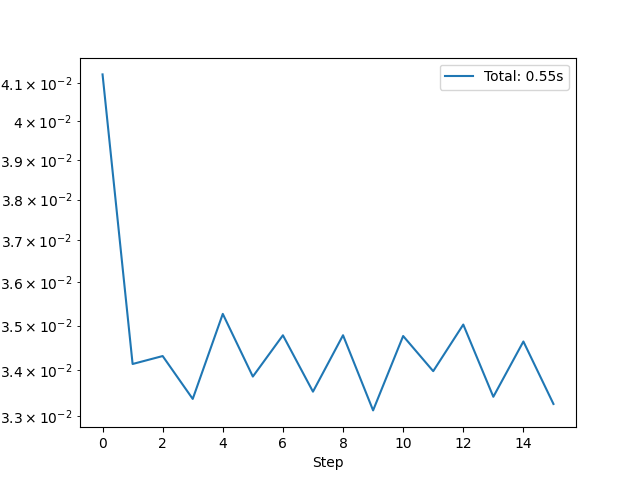 Total: 0.55s
4.1 × 10⁻²
4 × 10⁻²
3.9 × 10⁻²
3.8 × 10⁻²
3.7 × 10⁻²
3.6 × 10⁻²
3.5 × 10⁻²
3.4 × 10⁻²
3.3 × 10⁻²
0 2 4 6 8 10 12 14
Step